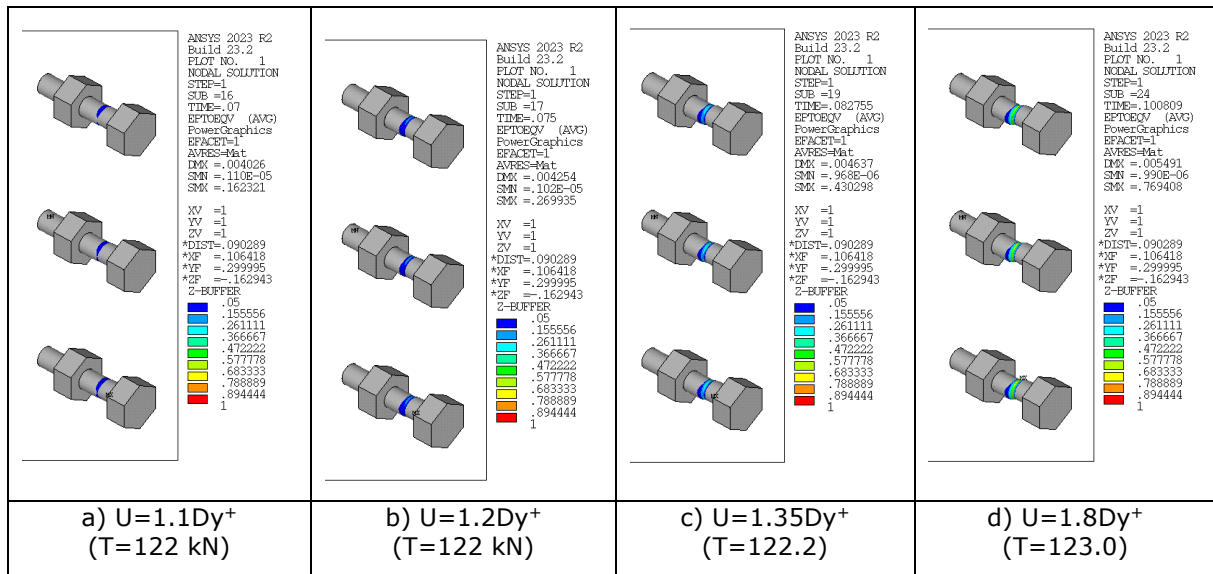 ANSYS 2023 R2
Build 23.2
PLOT NO. 1
NODAL SOLUTION
STEP=1
SUB =16
TIME=.07
EPTOEQV (AVG)
PowerGraphics
EFACET=1
AVRES=Mat
DMX =.004026
SMN =.110E-05
SMX =.162321
XV =1
YV =1
ZV =1
*DIST=.090289
*XF =.106418
*YF =.299995
*ZF =-.162943
Z-BUFFER
.05
.155556
.261111
.366667
.472222
.577778
.683333
.788889
.894444
1
MN
MX
a) U=1.1Dy⁺
(T=122 kN)
ANSYS 2023 R2
Build 23.2
PLOT NO. 1
NODAL SOLUTION
STEP=1
SUB =17
TIME=.075
EPTOEQV (AVG)
PowerGraphics
EFACET=1
AVRES=Mat
DMX =.004254
SMN =.102E-05
SMX =.269935
XV =1
YV =1
ZV =1
*DIST=.090289
*XF =.106418
*YF =.299995
*ZF =-.162943
Z-BUFFER
.05
.155556
.261111
.366667
.472222
.577778
.683333
.788889
.894444
1
MN
MX
b) U=1.2Dy⁺
(T=122 kN)
ANSYS 2023 R2
Build 23.2
PLOT NO. 1
NODAL SOLUTION
STEP=1
SUB =19
TIME=.082755
EPTOEQV (AVG)
PowerGraphics
EFACET=1
AVRES=Mat
DMX =.004637
SMN =.968E-06
SMX =.430298
XV =1
YV =1
ZV =1
*DIST=.090289
*XF =.106418
*YF =.299995
*ZF =-.162943
Z-BUFFER
.05
.155556
.261111
.366667
.472222
.577778
.683333
.788889
.894444
1
MN
MX
c) U=1.35Dy⁺
(T=122.2)
ANSYS 2023 R2
Build 23.2
PLOT NO. 1
NODAL SOLUTION
STEP=1
SUB =24
TIME=.100809
EPTOEQV (AVG)
PowerGraphics
EFACET=1
AVRES=Mat
DMX =.005491
SMN =.990E-06
SMX =.769408
XV =1
YV =1
ZV =1
*DIST=.090289
*XF =.106418
*YF =.299995
*ZF =-.162943
Z-BUFFER
.05
.155556
.261111
.366667
.472222
.577778
.683333
.788889
.894444
1
MN
MX
d) U=1.8Dy⁺
(T=123.0)